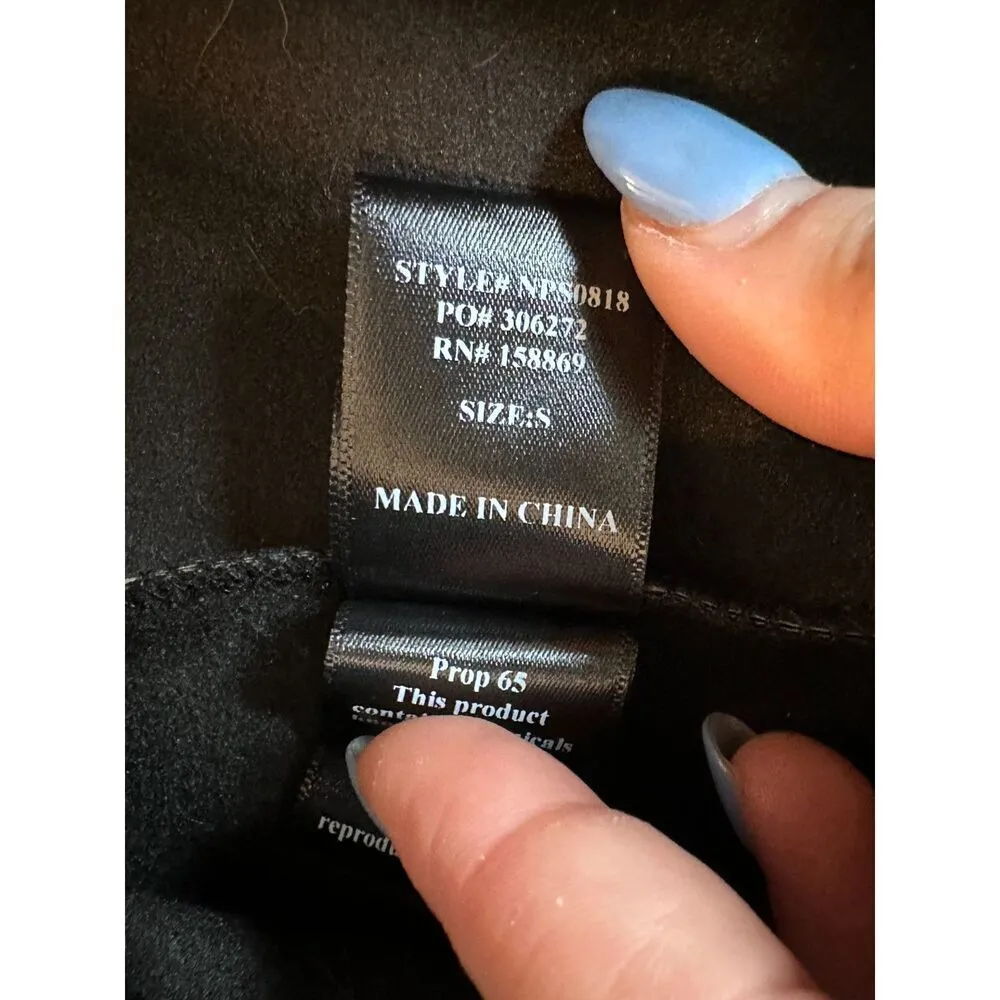 STYLE# NPS0818
PO# 306272
RN# 158869
SIZE:S
MADE IN CHINA
Prop 65
This product